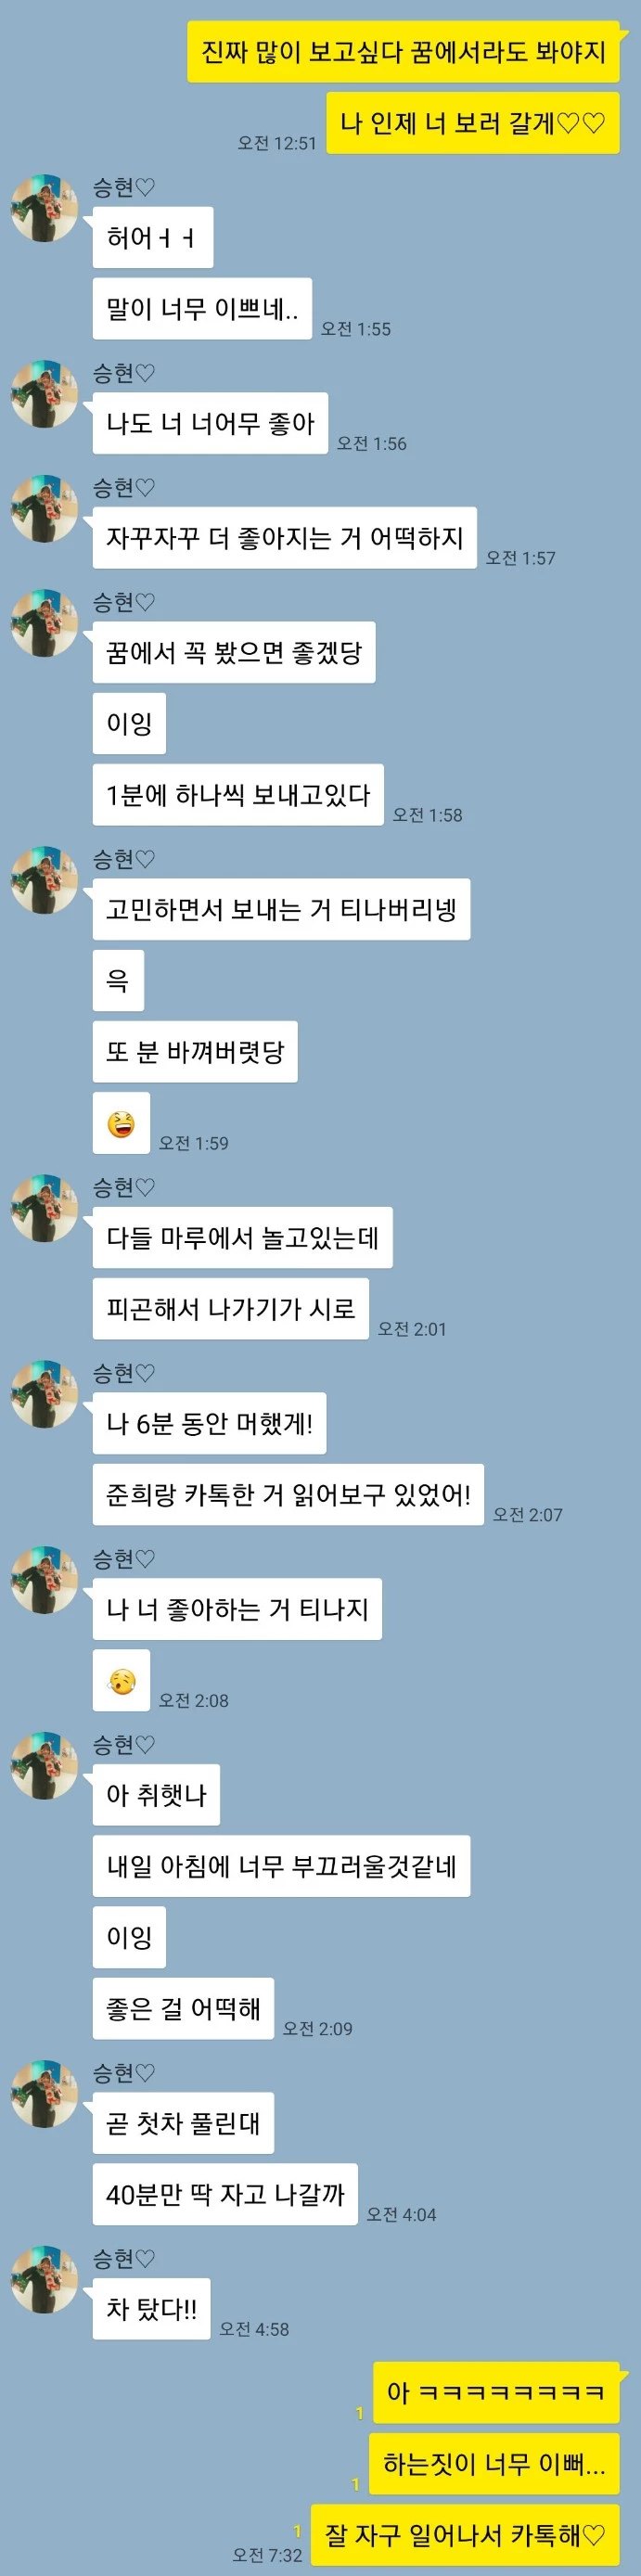 진짜 많이 보고싶다 꿈에서라도 봐야지
나 인제 너 보러 갈게♡♡
오전 12:51
승현♡
허어ㅓㅓ
말이 너무 이쁘네..
오전 1:55
승현♡
나도 너 너어무 좋아
오전 1:56
승현♡
자꾸자꾸 더 좋아지는 거 어떡하지
오전 1:57
승현♡
꿈에서 꼭 봤으면 좋겠당
이잉
1분에 하나씩 보내고있다
오전 1:58
승현♡
고민하면서 보내는 거 티나버리넹
윽
또 분 바껴버렷당
😆
오전 1:59
승현♡
다들 마루에서 놀고있는데
피곤해서 나가기가 시로
오전 2:01
승현♡
나 6분 동안 머했게!
준희랑 카톡한 거 읽어보구 있었어!
오전 2:07
승현♡
나 너 좋아하는 거 티나지
오전 2:08
승현♡
아 취햇나
내일 아침에 너무 부끄러울것같네
이잉
좋은 걸 어떡해
오전 2:09
승현♡
곧 첫차 풀린대
40분만 딱 자고 나갈까
오전 4:04
승현♡
차 탔다!!
오전 4:58
아 ㅋㅋㅋㅋㅋㅋㅋㅋ
1
하는짓이 너무 이뻐...
1
잘 자구 일어나서 카톡해♡
1
오전 7:32